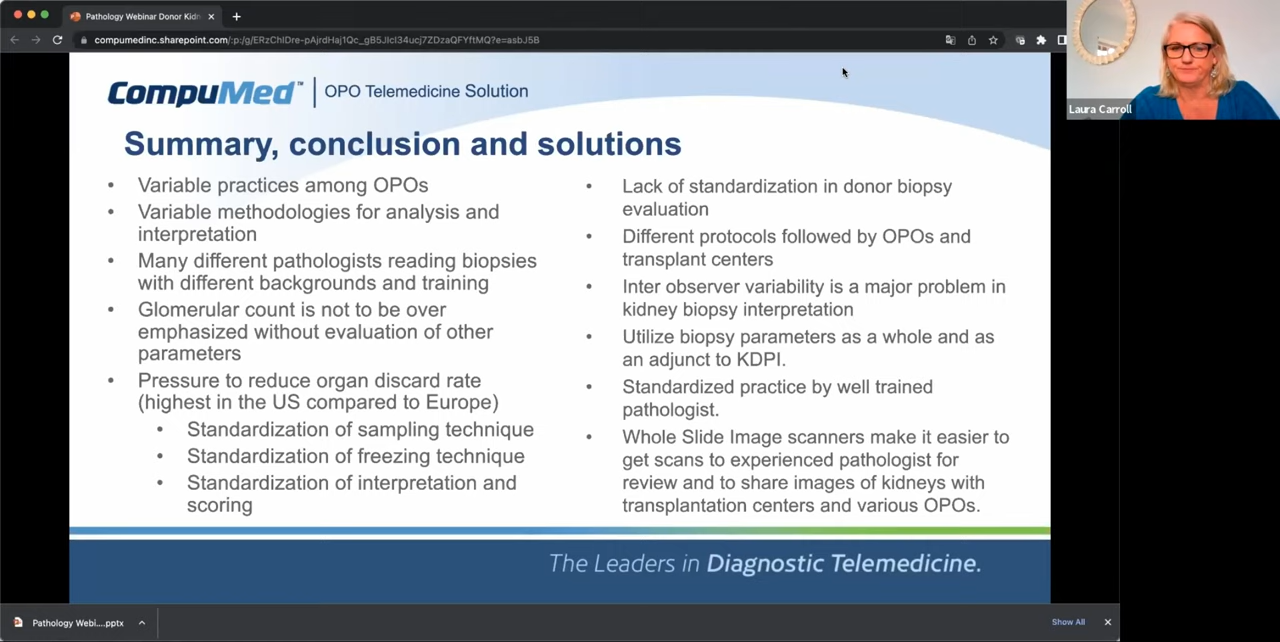 Pathology Webinar Donor Kidn
compumedinc.sharepoint.com/:p:/g/
Laura Carroll
CompuMed™ | OPO Telemedicine Solution
Summary, conclusion and solutions
• Variable practices among OPOs
• Variable methodologies for analysis and
interpretation
• Many different pathologists reading biopsies
with different backgrounds and training
• Glomerular count is not to be over
emphasized without evaluation of other
parameters
• Pressure to reduce organ discard rate
(highest in the US compared to Europe)
• Standardization of sampling technique
• Standardization of freezing technique
• Standardization of interpretation and
scoring
• Lack of standardization in donor biopsy
evaluation
• Different protocols followed by OPOs and
transplant centers
• Inter observer variability is a major problem in
kidney biopsy interpretation
• Utilize biopsy parameters as a whole and as
an adjunct to KDPI.
• Standardized practice by well trained
pathologist.
• Whole Slide Image scanners make it easier to
get scans to experienced pathologist for
review and to share images of kidneys with
transplantation centers and various OPOs.
The Leaders in Diagnostic Telemedicine.
Pathology Webi....pptx
Show All